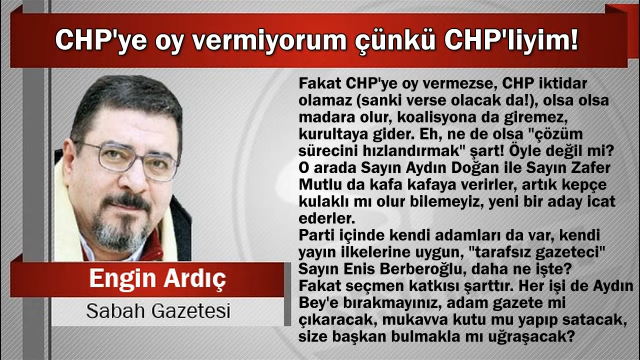 CHP'ye oy vermiyorum çünkü CHP'liyim!
Fakat CHP'ye oy vermezse, CHP iktidar
olamaz (sanki verse olacak da!), olsa olsa
madara olur, koalisyona da giremez,
kurultaya gider. Eh, ne de olsa "çözüm
sürecini hızlandırmak" şart! Öyle değil mi?
O arada Sayın Aydın Doğan ile Sayın Zafer
Mutlu da kafa kafaya verirler, artık kepçe
kulaklı mı olur bilemeyiz, yeni bir aday icat
ederler.
Parti içinde kendi adamları da var, kendi
yayın ilkelerine uygun, "tarafsız gazeteci"
Sayın Enis Berberoğlu, daha ne işte?
Fakat seçmen katkısı şarttır. Her işi de Aydın
Bey'e bırakmayınız, adam gazete mi
çıkaracak, mukavva kutu mu yapıp satacak,
size başkan bulmakla mı uğraşacak?
Engin Ardıç
Sabah Gazetesi